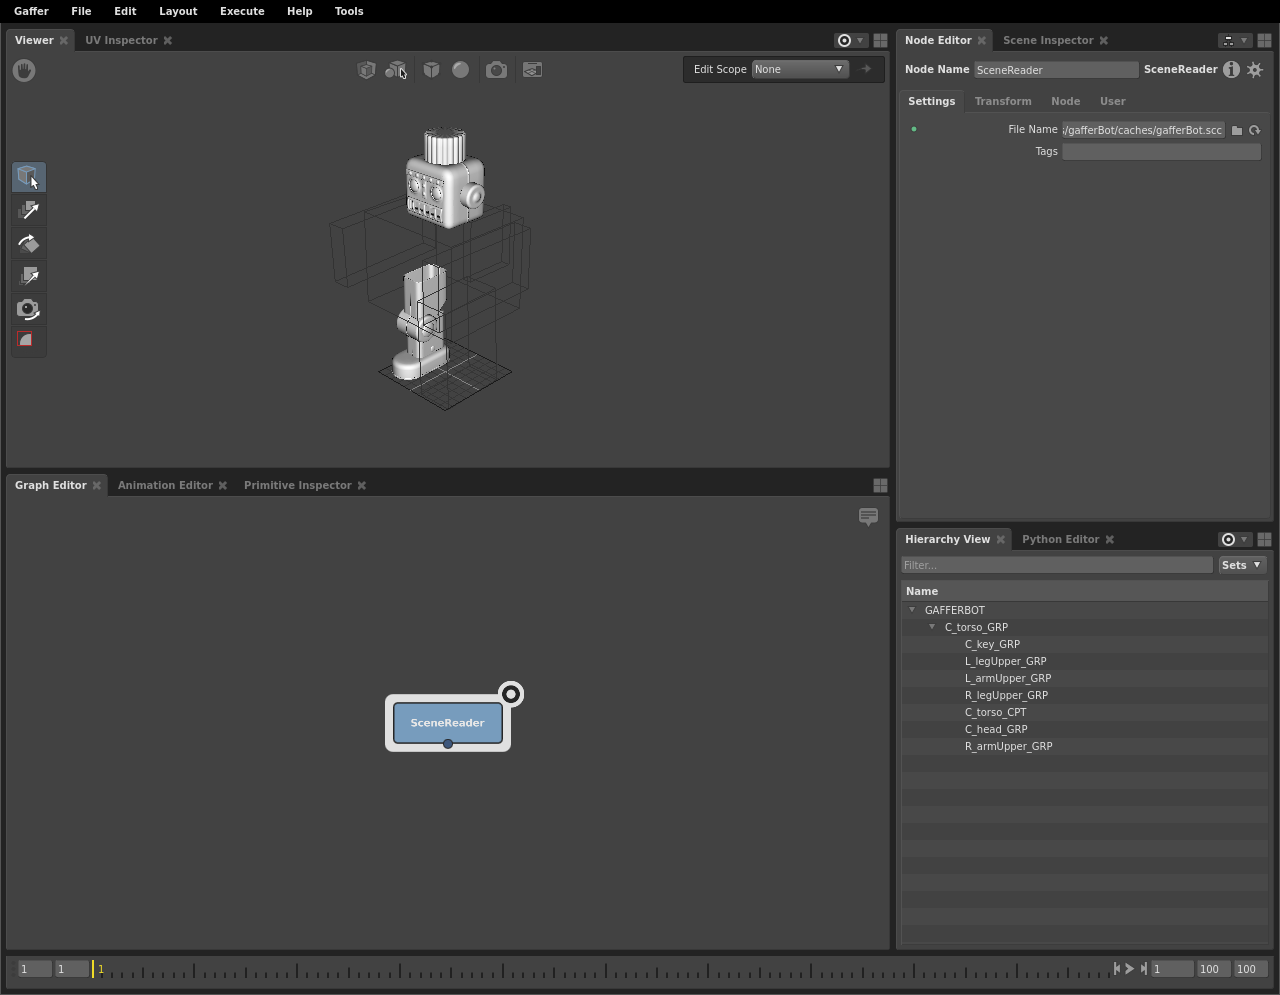 Gaffer File Edit Layout Execute Help Tools
Viewer UV Inspector
Edit Scope None
Node Editor Scene Inspector
Node Name SceneReader SceneReader
Settings Transform Node User
File Name /gafferBot/caches/gafferBot.scc
Tags
Graph Editor Animation Editor Primitive Inspector
SceneReader
Hierarchy View Python Editor
Filter... Sets
Name
GAFFERBOT
C_torso_GRP
C_key_GRP
L_legUpper_GRP
L_armUpper_GRP
R_legUpper_GRP
C_torso_CPT
C_head_GRP
R_armUpper_GRP
1 1 1 1 100 100